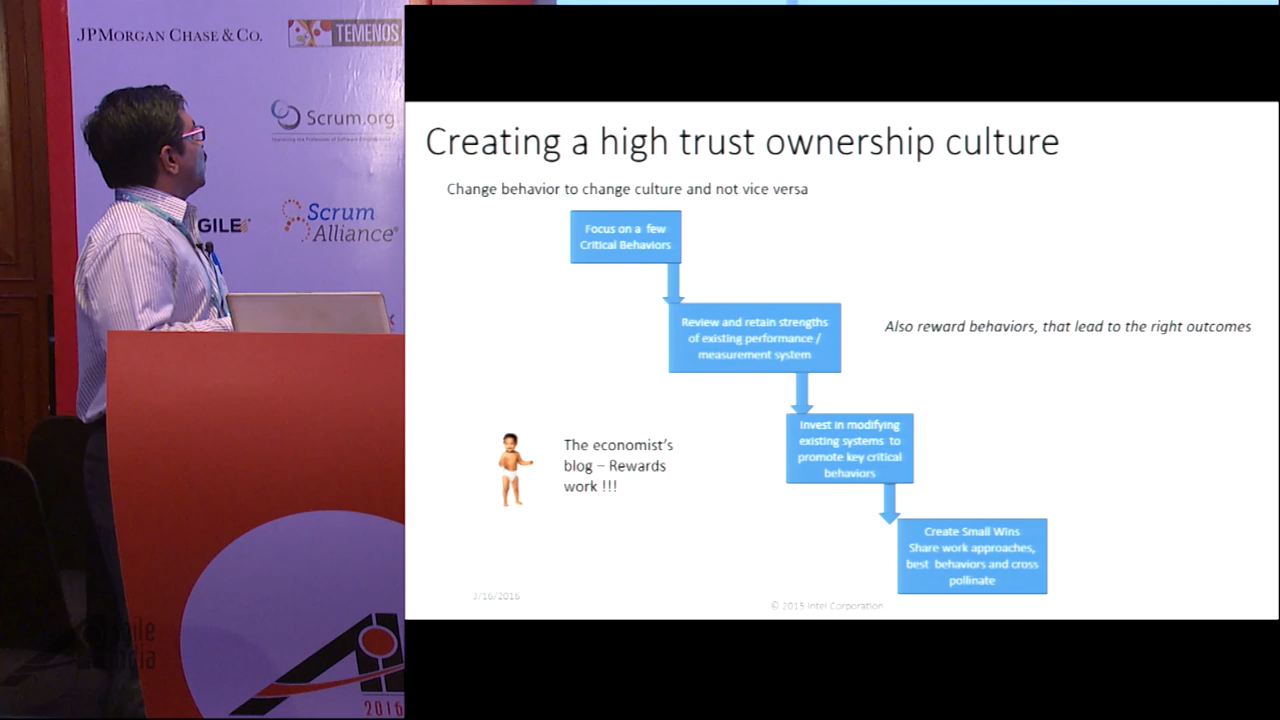 JPMORGAN CHASE & CO.
TEMENOS
Scrum.org
GILE
Scrum
Alliance
Creating a high trust ownership culture
Change behavior to change culture and not vice versa
Focus on a few
Critical Behaviors
Review and retain strengths
of existing performance /
measurement system
Also reward behaviors, that lead to the right outcomes
Invest in modifying
existing systems to
promote key critical
behaviors
The economist's
blog – Rewards
work !!!
Create Small Wins
Share work approaches,
best behaviors and cross
pollinate
© 2015 Intel Corporation
2016